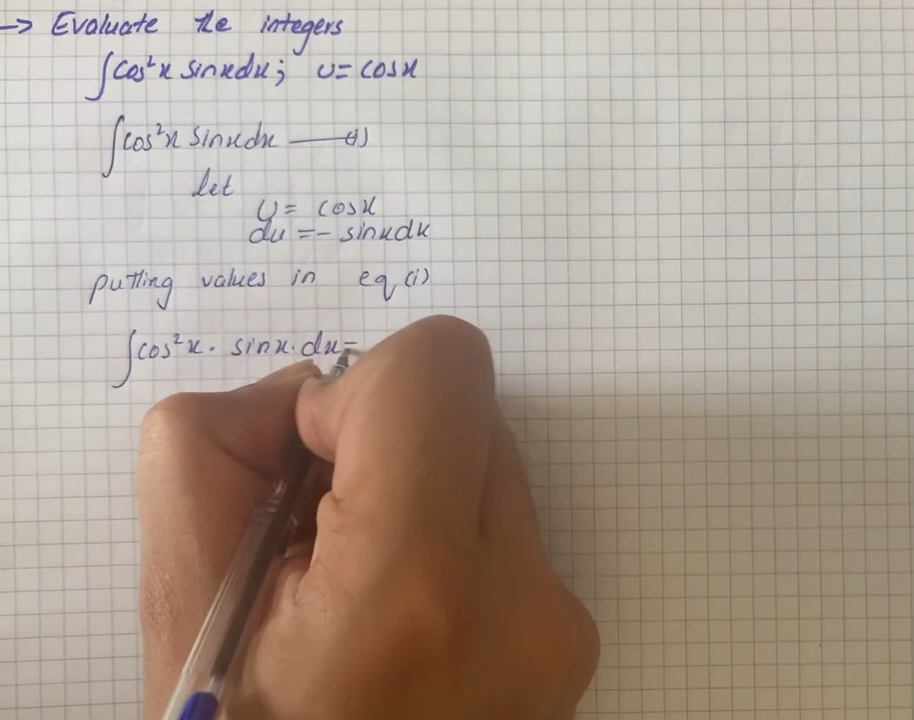 → Evaluate the integers
∫cos²x sinxdx; u= cosx
∫cos²x sinxdx —(i)
let
u= cosx
du =- sinxdx
putting values in eq (i)
∫cos²x. sinx.dx=